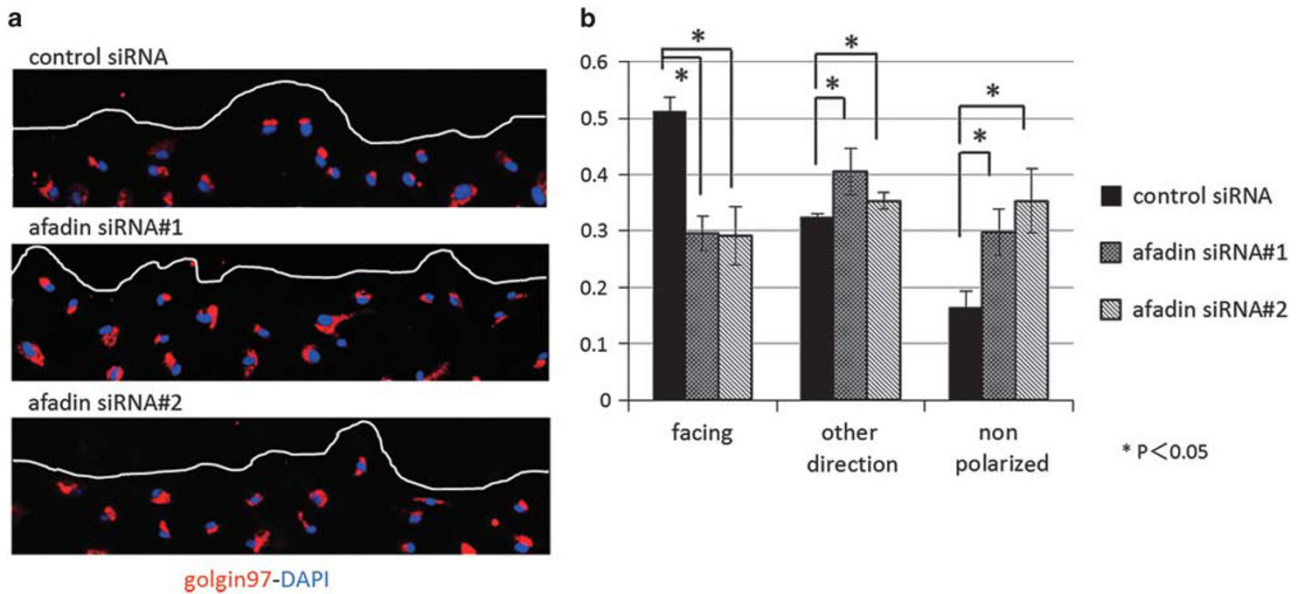 a
control siRNA
afadin siRNA#1
afadin siRNA#2
golgin97-DAPI
b
0.6
0.5
0.4
0.3
0.2
0.1
0
* *
* *
* *
facing
other
direction
non
polarized
control siRNA
afadin siRNA#1
afadin siRNA#2
* P<0.05